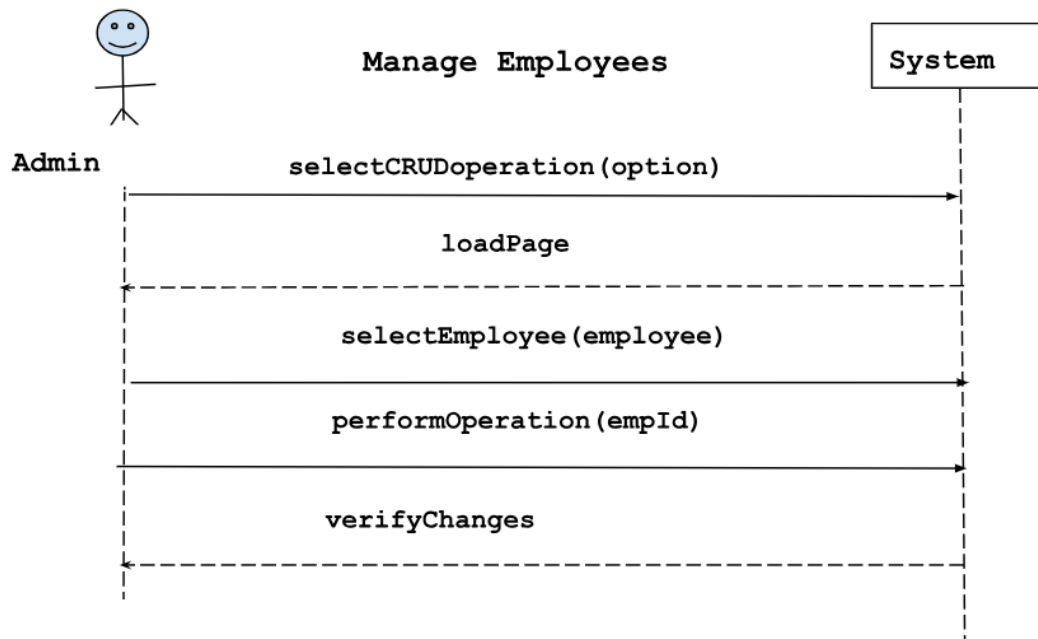 Manage Employees
System
Admin
selectCRUDoperation(option)
loadPage
selectEmployee(employee)
performOperation(empId)
verifyChanges